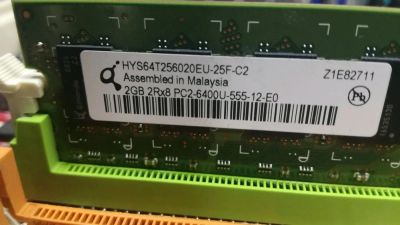 HYS64T256020EU-25F-C2
Assembled in Malaysia
Z1E82711
2GB 2Rx8 PC2-6400U-555-12-E0